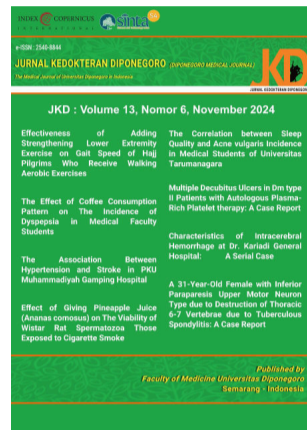 INDEX COPERNICUS
INTERNATIONAL
sinta
e-ISSN : 2540-8844
JURNAL KEDOKTERAN DIPONEGORO (DIPONEGORO MEDICAL JOURNAL)
The Medical Journal of Universitas Diponegoro in Indonesia
JKD
JURNAL KEDOKTERAN DIPONEGORO
JKD : Volume 13, Nomor 6, November 2024
Effectiveness of Adding
Strengthening Lower Extremity
Exercise on Gait Speed of Hajj
Pilgrims Who Receive Walking
Aerobic Exercises
The Effect of Coffee Consumption
Pattern on The Incidence of
Dyspepsia in Medical Faculty
Students
The Association Between
Hypertension and Stroke in PKU
Muhammadiyah Gamping Hospital
Effect of Giving Pineapple Juice
(Ananas comosus) on The Viability of
Wistar Rat Spermatozoa Those
Exposed to Cigarette Smoke
The Correlation between Sleep
Quality and Acne vulgaris Incidence
in Medical Students of Universitas
Tarumanagara
Multiple Decubitus Ulcers in Dm type
II Patients with Autologous Plasma-
Rich Platelet therapy: A Case Report
Characteristics of Intracerebral
Hemorrhage at Dr. Kariadi General
Hospital: A Serial Case
A 31-Year-Old Female with Inferior
Paraparesis Upper Motor Neuron
Type due to Destruction of Thoracic
6-7 Vertebrae due to Tuberculous
Spondylitis: A Case Report
Published by
Faculty of Medicine Universitas Diponegoro
Semarang - Indonesia